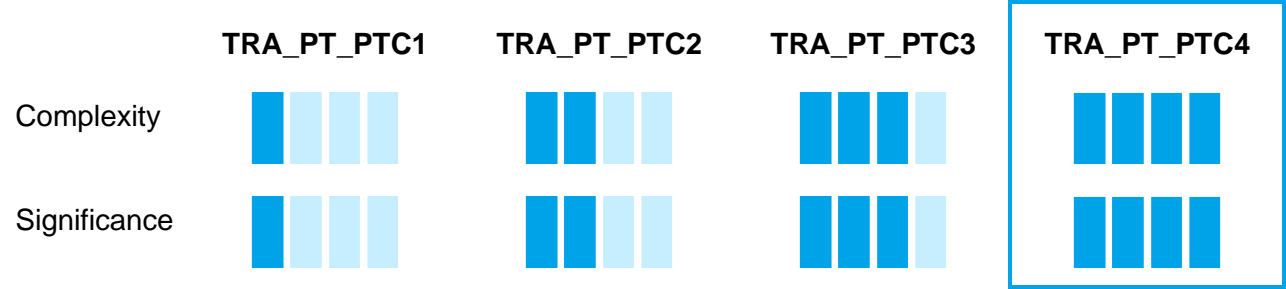 TRA_PT_PTC1 TRA_PT_PTC2 TRA_PT_PTC3 TRA_PT_PTC4
Complexity
Significance